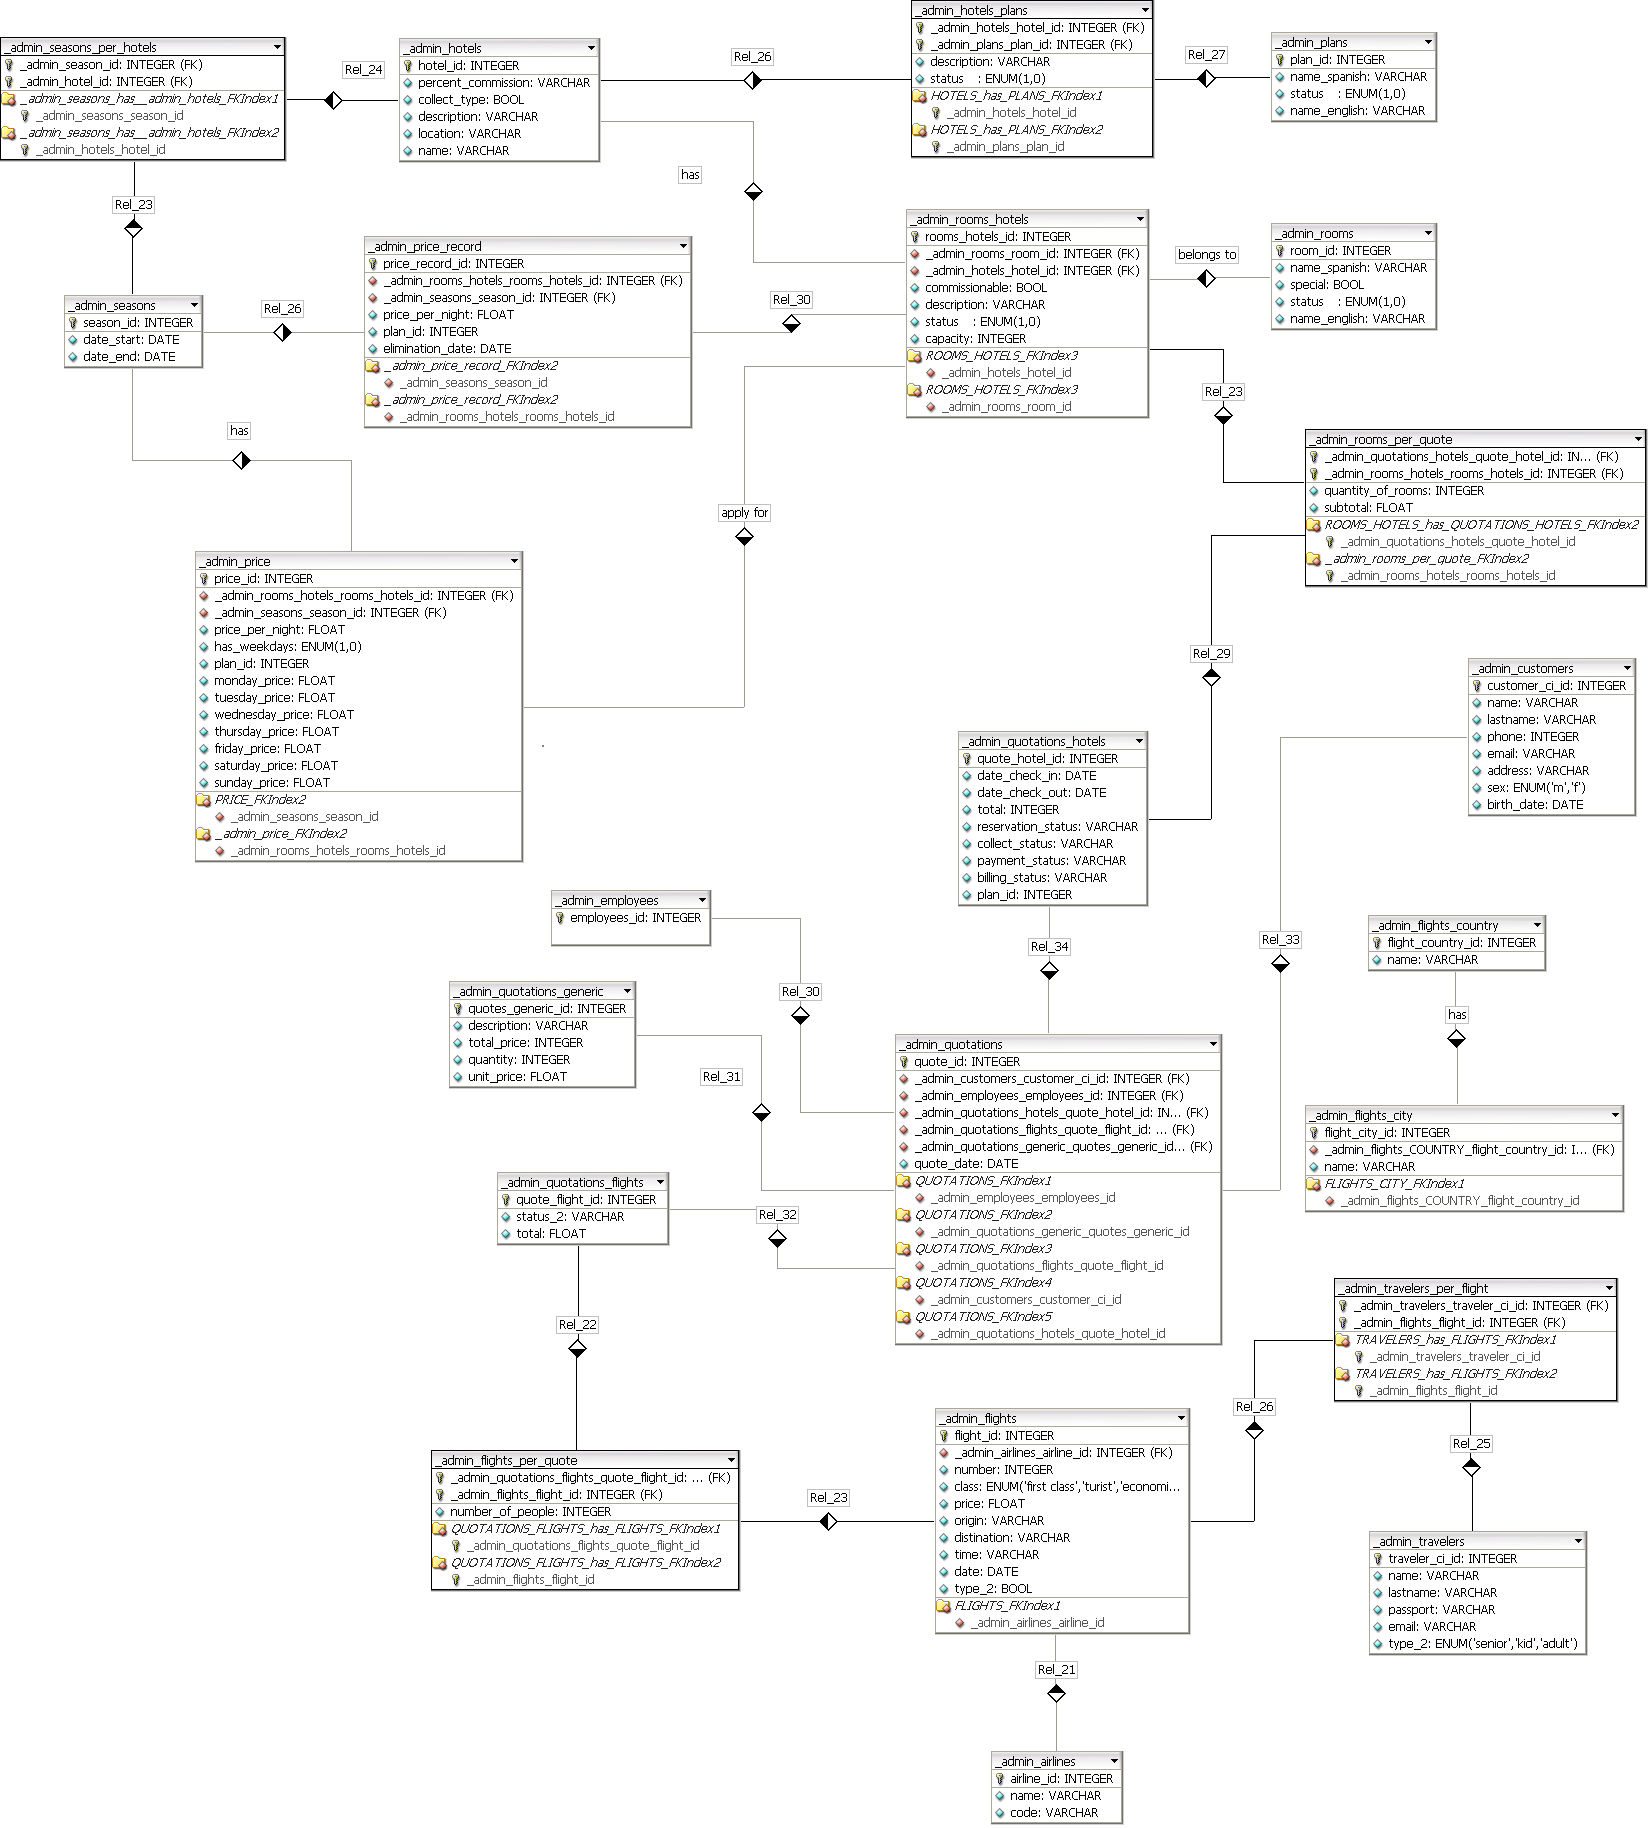 _admin_seasons_per_hotels
_admin_season_id: INTEGER (FK)
_admin_hotel_id: INTEGER (FK)
_admin_seasons_has__admin_hotels_FKIndex1
_admin_seasons_season_id
_admin_seasons_has__admin_hotels_FKIndex2
_admin_hotels_hotel_id
Rel_24
_admin_hotels
hotel_id: INTEGER
percent_commission: VARCHAR
collect_type: BOOL
description: VARCHAR
location: VARCHAR
name: VARCHAR
Rel_26
_admin_hotels_plans
_admin_hotels_hotel_id: INTEGER (FK)
_admin_plans_plan_id: INTEGER (FK)
description: VARCHAR
status : ENUM(1,0)
HOTELS_has_PLANS_FKIndex1
_admin_hotels_hotel_id
HOTELS_has_PLANS_FKIndex2
_admin_plans_plan_id
Rel_27
_admin_plans
plan_id: INTEGER
name_spanish: VARCHAR
status : ENUM(1,0)
name_english: VARCHAR
has
Rel_23
_admin_seasons
season_id: INTEGER
date_start: DATE
date_end: DATE
Rel_26
_admin_price_record
price_record_id: INTEGER
_admin_rooms_hotels_rooms_hotels_id: INTEGER (FK)
_admin_seasons_season_id: INTEGER (FK)
price_per_night: FLOAT
plan_id: INTEGER
elimination_date: DATE
_admin_price_record_FKIndex2
_admin_seasons_season_id
_admin_price_record_FKIndex2
_admin_rooms_hotels_rooms_hotels_id
Rel_30
_admin_rooms_hotels
rooms_hotels_id: INTEGER
_admin_rooms_room_id: INTEGER (FK)
_admin_hotels_hotel_id: INTEGER (FK)
commissionable: BOOL
description: VARCHAR
status : ENUM(1,0)
capacity: INTEGER
ROOMS_HOTELS_FKIndex3
_admin_hotels_hotel_id
ROOMS_HOTELS_FKIndex3
_admin_rooms_room_id
belongs to
_admin_rooms
room_id: INTEGER
name_spanish: VARCHAR
special: BOOL
status : ENUM(1,0)
name_english: VARCHAR
Rel_23
_admin_rooms_per_quote
_admin_quotations_hotels_quote_hotel_id: IN... (FK)
_admin_rooms_hotels_rooms_hotels_id: INTEGER (FK)
quantity_of_rooms: INTEGER
subtotal: FLOAT
ROOMS_HOTELS_has_QUOTATIONS_HOTELS_FKIndex2
_admin_quotations_hotels_quote_hotel_id
_admin_rooms_per_quote_FKIndex2
_admin_rooms_hotels_rooms_hotels_id
has
apply for
_admin_price
price_id: INTEGER
_admin_rooms_hotels_rooms_hotels_id: INTEGER (FK)
_admin_seasons_season_id: INTEGER (FK)
price_per_night: FLOAT
has_weekdays: ENUM(1,0)
plan_id: INTEGER
monday_price: FLOAT
tuesday_price: FLOAT
wednesday_price: FLOAT
thursday_price: FLOAT
friday_price: FLOAT
saturday_price: FLOAT
sunday_price: FLOAT
PRICE_FKIndex2
_admin_seasons_season_id
_admin_price_FKIndex2
_admin_rooms_hotels_rooms_hotels_id
Rel_29
_admin_customers
customer_ci_id: INTEGER
name: VARCHAR
lastname: VARCHAR
phone: INTEGER
email: VARCHAR
address: VARCHAR
sex: ENUM('m','f')
birth_date: DATE
_admin_quotations_hotels
quote_hotel_id: INTEGER
date_check_in: DATE
date_check_out: DATE
total: INTEGER
reservation_status: VARCHAR
collect_status: VARCHAR
payment_status: VARCHAR
billing_status: VARCHAR
plan_id: INTEGER
_admin_employees
employees_id: INTEGER
Rel_34
Rel_33
_admin_flights_country
flight_country_id: INTEGER
name: VARCHAR
_admin_quotations_generic
quotes_generic_id: INTEGER
description: VARCHAR
total_price: INTEGER
quantity: INTEGER
unit_price: FLOAT
Rel_30
Rel_31
has
_admin_quotations
quote_id: INTEGER
_admin_customers_customer_ci_id: INTEGER (FK)
_admin_employees_employees_id: INTEGER (FK)
_admin_quotations_hotels_quote_hotel_id: IN... (FK)
_admin_quotations_flights_quote_flight_id: ... (FK)
_admin_quotations_generic_quotes_generic_id... (FK)
quote_date: DATE
QUOTATIONS_FKIndex1
_admin_employees_employees_id
QUOTATIONS_FKIndex2
_admin_quotations_generic_quotes_generic_id
QUOTATIONS_FKIndex3
_admin_quotations_flights_quote_flight_id
QUOTATIONS_FKIndex4
_admin_customers_customer_ci_id
QUOTATIONS_FKIndex5
_admin_quotations_hotels_quote_hotel_id
_admin_flights_city
flight_city_id: INTEGER
_admin_flights_COUNTRY_flight_country_id: I... (FK)
name: VARCHAR
FLIGHTS_CITY_FKIndex1
_admin_flights_COUNTRY_flight_country_id
_admin_quotations_flights
quote_flight_id: INTEGER
status_2: VARCHAR
total: FLOAT
Rel_32
Rel_22
_admin_travelers_per_flight
_admin_travelers_traveler_ci_id: INTEGER (FK)
_admin_flights_flight_id: INTEGER (FK)
TRAVELERS_has_FLIGHTS_FKIndex1
_admin_travelers_traveler_ci_id
TRAVELERS_has_FLIGHTS_FKIndex2
_admin_flights_flight_id
Rel_26
Rel_25
_admin_flights_per_quote
_admin_quotations_flights_quote_flight_id: ... (FK)
_admin_flights_flight_id: INTEGER (FK)
number_of_people: INTEGER
QUOTATIONS_FLIGHTS_has_FLIGHTS_FKIndex1
_admin_quotations_flights_quote_flight_id
QUOTATIONS_FLIGHTS_has_FLIGHTS_FKIndex2
_admin_flights_flight_id
Rel_23
_admin_flights
flight_id: INTEGER
_admin_airlines_airline_id: INTEGER (FK)
number: INTEGER
class: ENUM('first class','turist','economi...
price: FLOAT
origin: VARCHAR
distination: VARCHAR
time: VARCHAR
date: DATE
type_2: BOOL
FLIGHTS_FKIndex1
_admin_airlines_airline_id
_admin_travelers
traveler_ci_id: INTEGER
name: VARCHAR
lastname: VARCHAR
passport: VARCHAR
email: VARCHAR
type_2: ENUM('senior','kid','adult')
Rel_21
_admin_airlines
airline_id: INTEGER
name: VARCHAR
code: VARCHAR